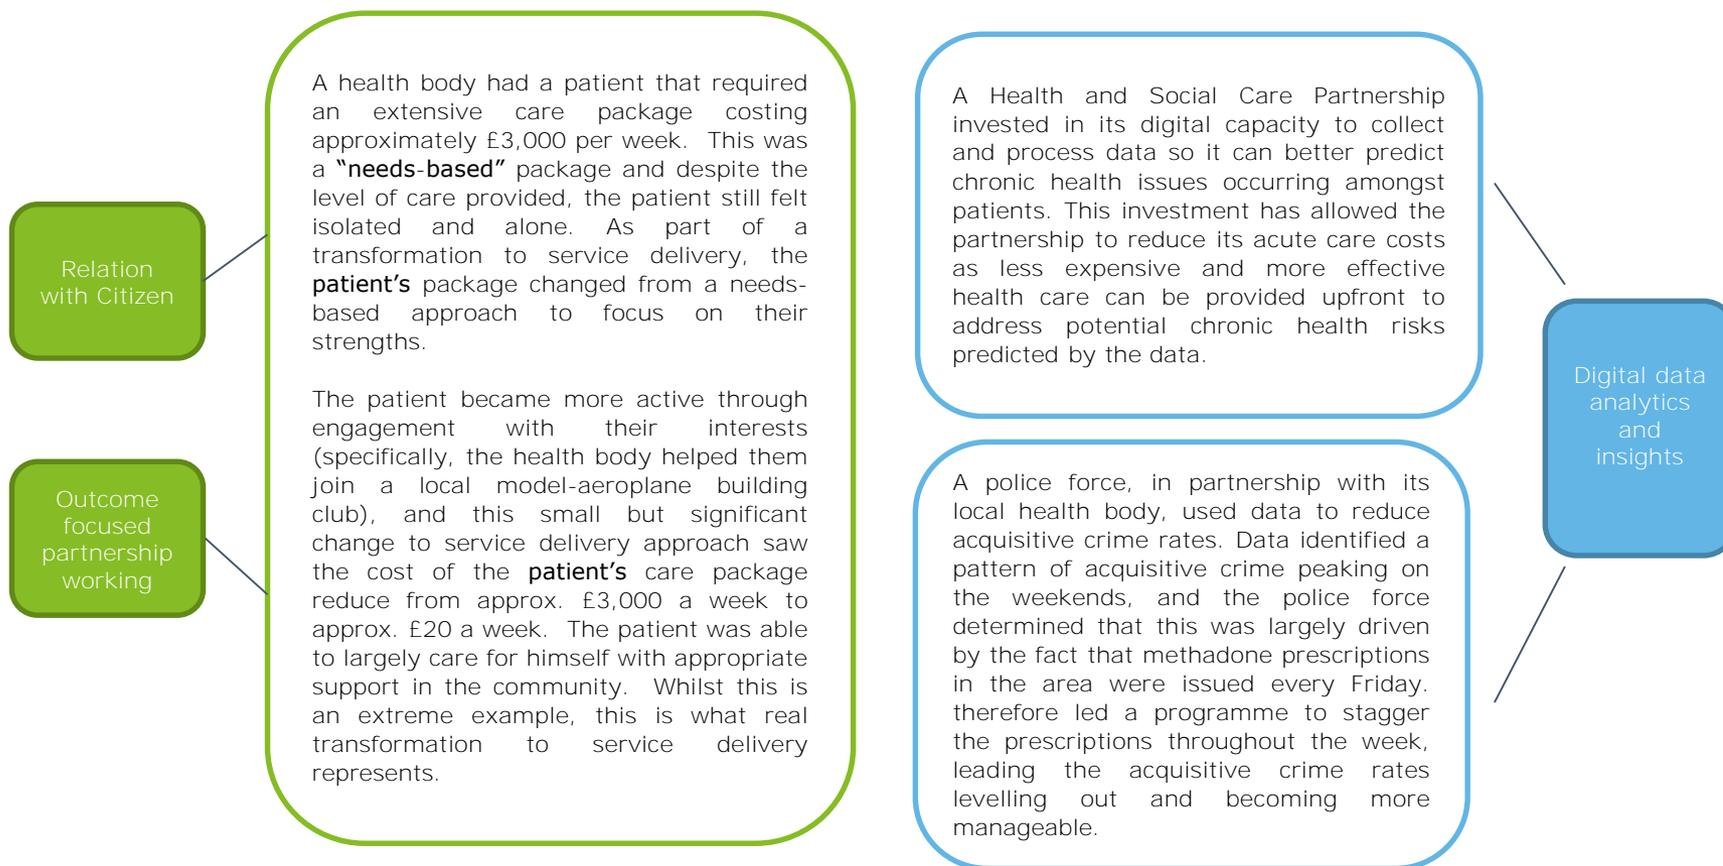 Relation
with Citizen
Outcome
focused
partnership
working
A health body had a patient that required
an extensive care package costing
approximately £3,000 per week. This was
a “needs-based” package and despite the
level of care provided, the patient still felt
isolated and alone. As part of a
transformation to service delivery, the
patient’s package changed from a needs-
based approach to focus on their
strengths.
The patient became more active through
engagement with their interests
(specifically, the health body helped them
join a local model-aeroplane building
club), and this small but significant
change to service delivery approach saw
the cost of the patient’s care package
reduce from approx. £3,000 a week to
approx. £20 a week. The patient was able
to largely care for himself with appropriate
support in the community. Whilst this is
an extreme example, this is what real
transformation to service delivery
represents.
A Health and Social Care Partnership
invested in its digital capacity to collect
and process data so it can better predict
chronic health issues occurring amongst
patients. This investment has allowed the
partnership to reduce its acute care costs
as less expensive and more effective
health care can be provided upfront to
address potential chronic health risks
predicted by the data.
A police force, in partnership with its
local health body, used data to reduce
acquisitive crime rates. Data identified a
pattern of acquisitive crime peaking on
the weekends, and the police force
determined that this was largely driven
by the fact that methadone prescriptions
in the area were issued every Friday.
therefore led a programme to stagger
the prescriptions throughout the week,
leading the acquisitive crime rates
levelling out and becoming more
manageable.
Digital data
analytics
and
insights